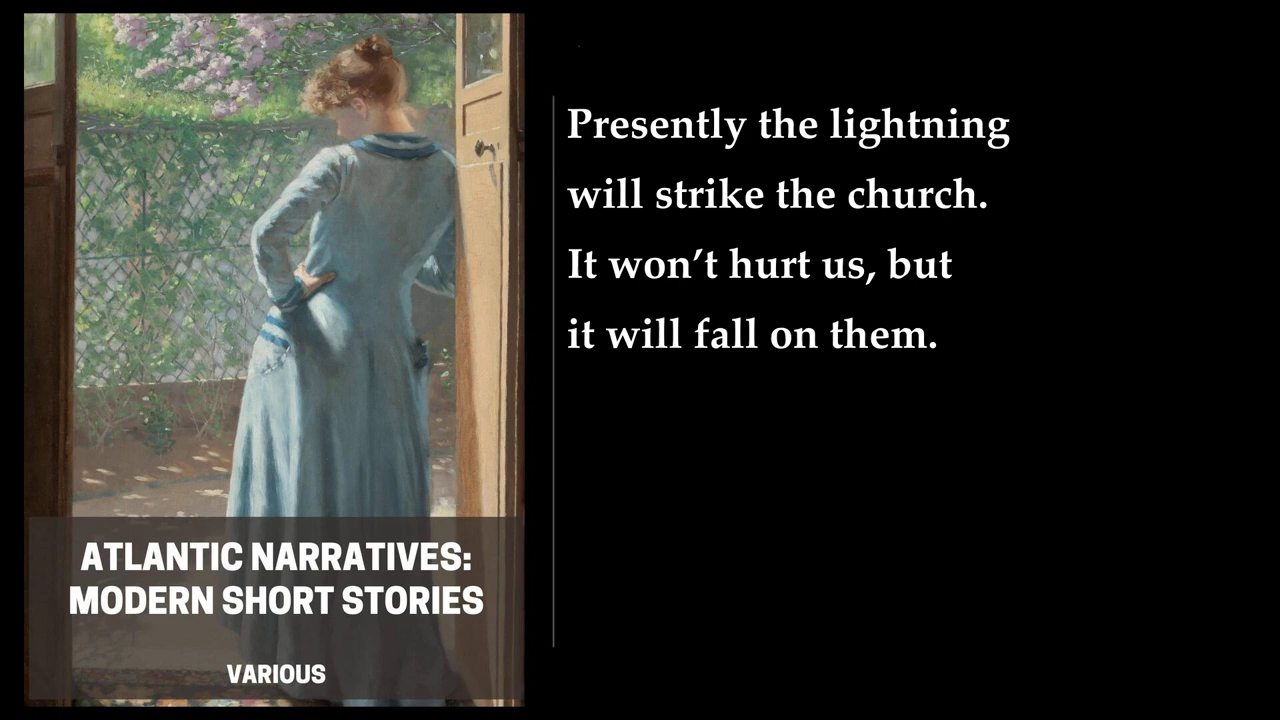 Presently the lightning
will strike the church.
It won’t hurt us, but
it will fall on them.
ATLANTIC NARRATIVES:
MODERN SHORT STORIES
VARIOUS